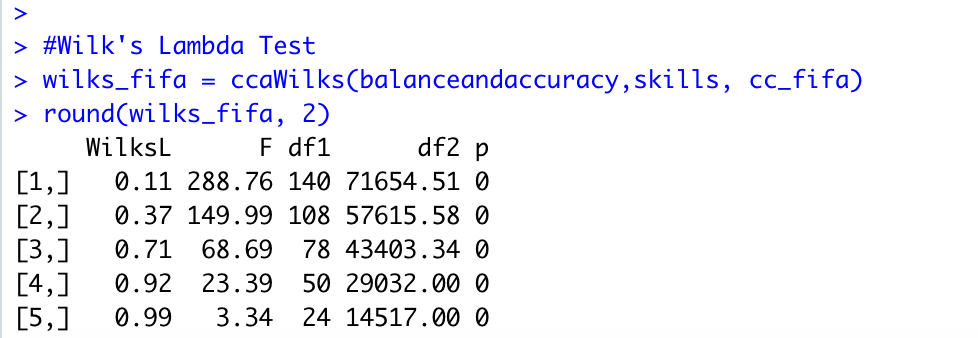 >
> #Wilk's Lambda Test
> wilks_fifa = ccaWilks(balanceandaccuracy,skills, cc_fifa)
> round(wilks_fifa, 2)
     WilksL      F df1      df2 p
[1,]   0.11 288.76 140 71654.51 0
[2,]   0.37 149.99 108 57615.58 0
[3,]   0.71  68.69  78 43403.34 0
[4,]   0.92  23.39  50 29032.00 0
[5,]   0.99   3.34  24 14517.00 0